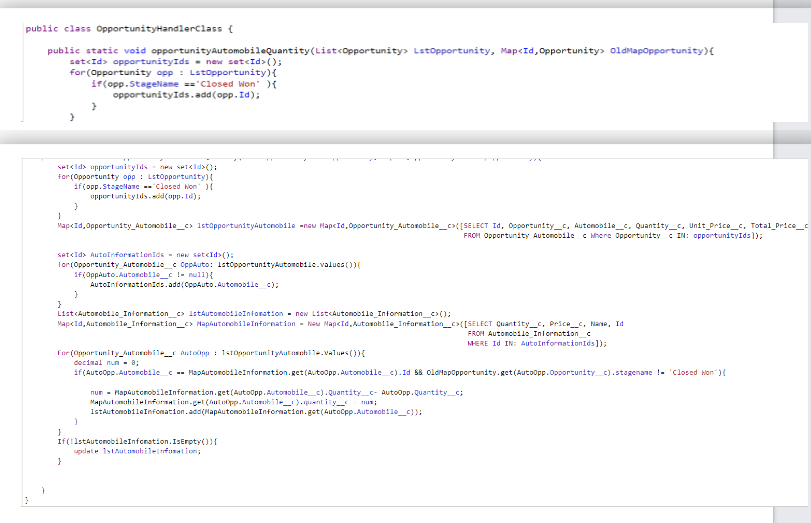 public class OpportunityHandlerClass {
public static void opportunityAutomobileQuantity(List<Opportunity> LstOpportunity, Map<Id,Opportunity> OldMapOpportunity){
set<Id> opportunityIds = new set<Id>();
for(Opportunity opp : LstOpportunity){
if(opp.StageName =='Closed Won' ){
opportunityIds.add(opp.Id);
}
}
set<Id> opportunityIds = new set<Id>();
for(Opportunity opp : LstOpportunity){
if(opp.StageName =='Closed Won' ){
opportunityIds.add(opp.Id);
}
}
Map<Id,Opportunity_Automobile__c> lstOpportunityAutomobile =new Map<Id,Opportunity_Automobile__c>([SELECT Id, Opportunity__c, Automobile__c, Quantity__c, Unit_Price__c, Total_Price__c
FROM Opportunity_Automobile__c Where Opportunity__c IN: opportunityIds]);
set<Id> AutoInformationIds = new set<Id>();
for(Opportunity_Automobile__c OppAuto: lstOpportunityAutomobile.values()){
if(OppAuto.Automobile__c != null){
AutoInformationIds.add(OppAuto.Automobile__c);
}
}
List<Automobile_Information__c> lstAutomobileInfomation = new List<Automobile_Information__c>();
Map<Id,Automobile_Information__c> MapAutomobileInformation = New Map<Id,Automobile_Information__c>([SELECT Quantity__c, Price__c, Name, Id
FROM Automobile_Information__c
WHERE Id IN: AutoInformationIds]);
for(Opportunity_Automobile__c AutoOpp : lstOpportunityAutomobile.Values()){
decimal num = 0;
if(AutoOpp.Automobile__c == MapAutomobileInformation.get(AutoOpp.Automobile__c).Id && OldMapOpportunity.get(AutoOpp.Opportunity__c).stagename != 'Closed Won'){
num = MapAutomobileInformation.get(AutoOpp.Automobile__c).Quantity__c- AutoOpp.Quantity__c;
MapAutomobileInformation.get(AutoOpp.Automobile__c).quantity__c = num;
lstAutomobileInfomation.add(MapAutomobileInformation.get(AutoOpp.Automobile__c));
}
}
If(!lstAutomobileInfomation.IsEmpty()){
update lstAutomobileInfomation;
}
}
}